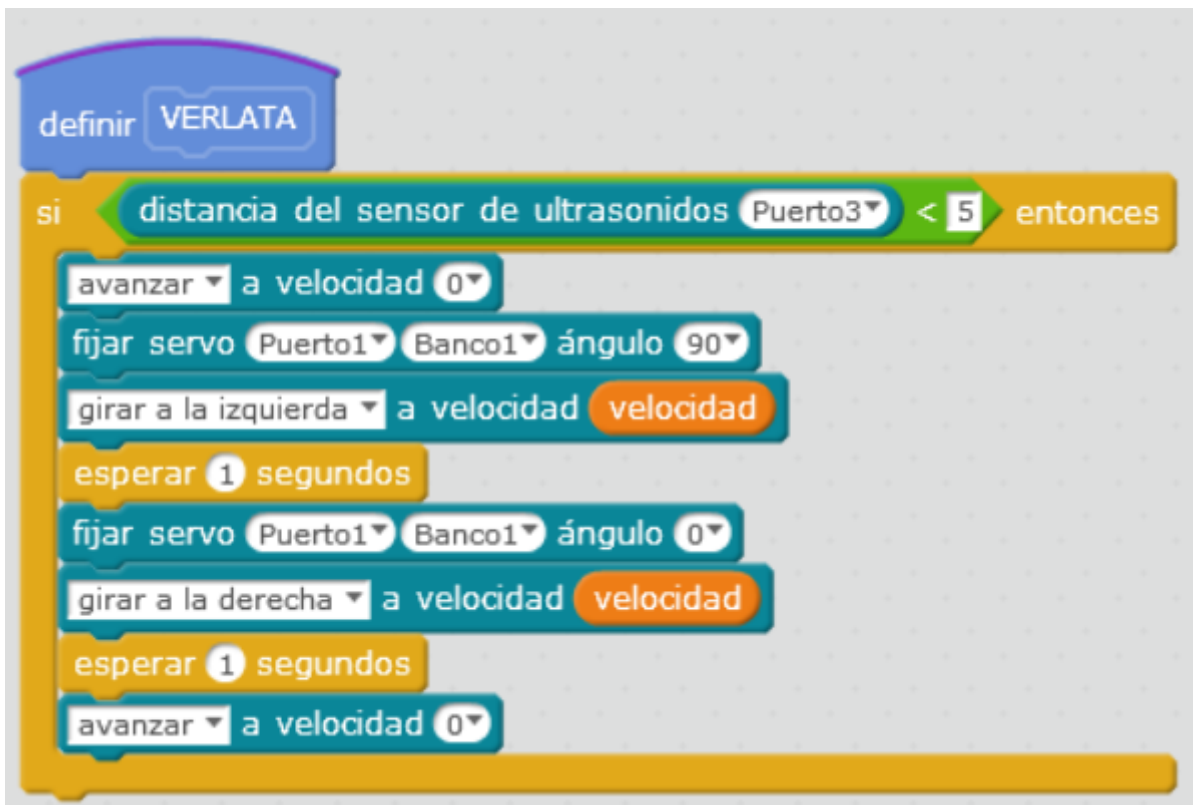 definir VERLATA
si distancia del sensor de ultrasonidos Puerto3 < 5 entonces
avanzar a velocidad 0
fijar servo Puerto1 Banco1 ángulo 90
girar a la izquierda a velocidad velocidad
esperar 1 segundos
fijar servo Puerto1 Banco1 ángulo 0
girar a la derecha a velocidad velocidad
esperar 1 segundos
avanzar a velocidad 0